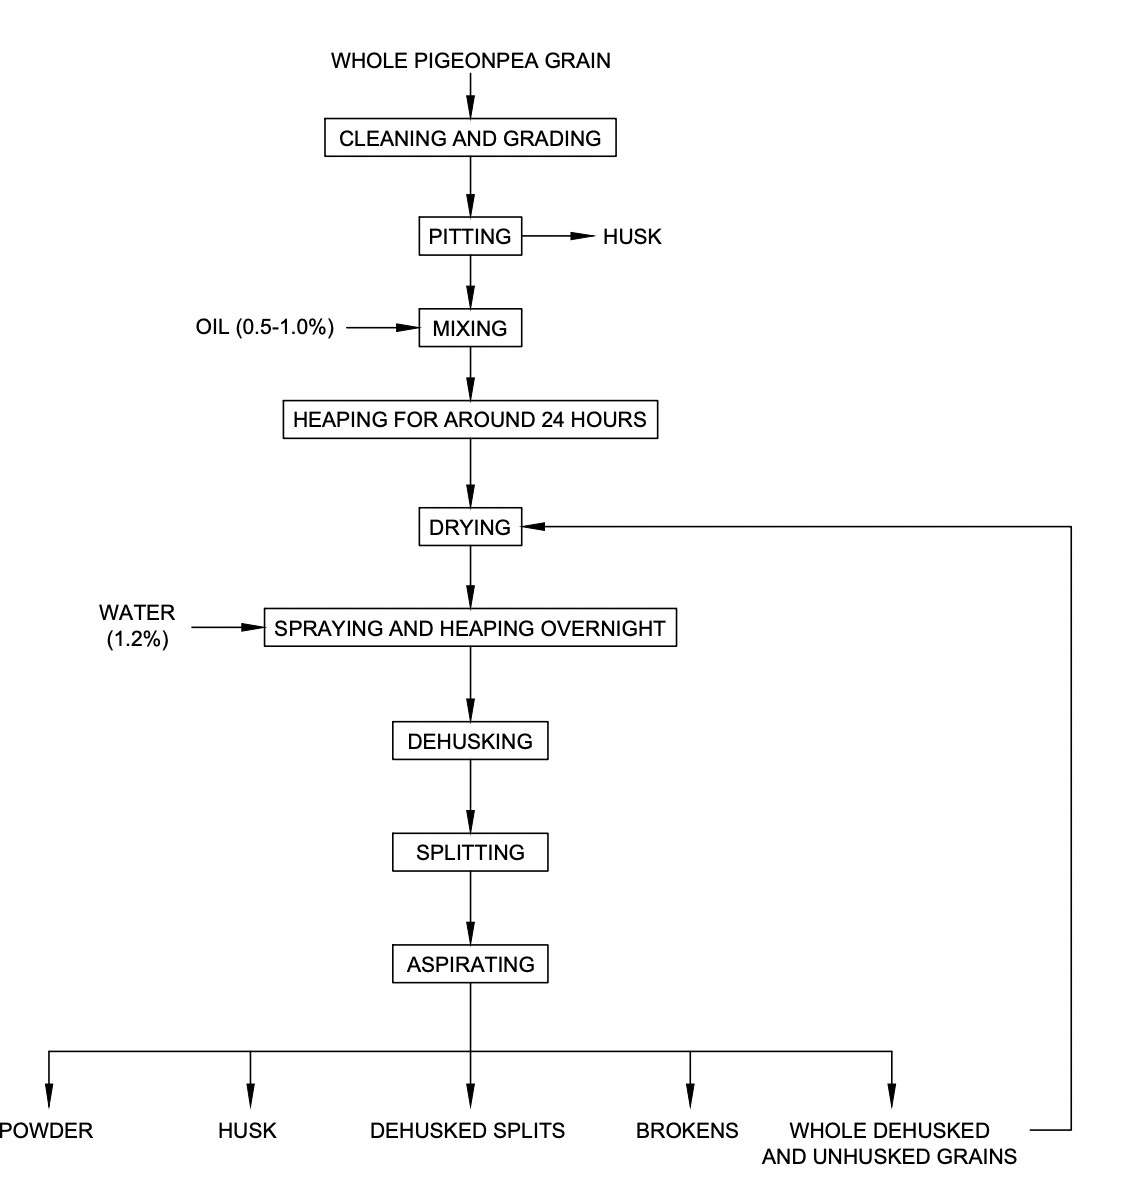 WHOLE PIGEONPEA GRAIN
CLEANING AND GRADING
PITTING
HUSK
OIL (0.5-1.0%)
MIXING
HEAPING FOR AROUND 24 HOURS
DRYING
WATER
(1.2%)
SPRAYING AND HEAPING OVERNIGHT
DEHUSKING
SPLITTING
ASPIRATING
POWDER
HUSK
DEHUSKED SPLITS
BROKENS
WHOLE DEHUSKED
AND UNHUSKED GRAINS